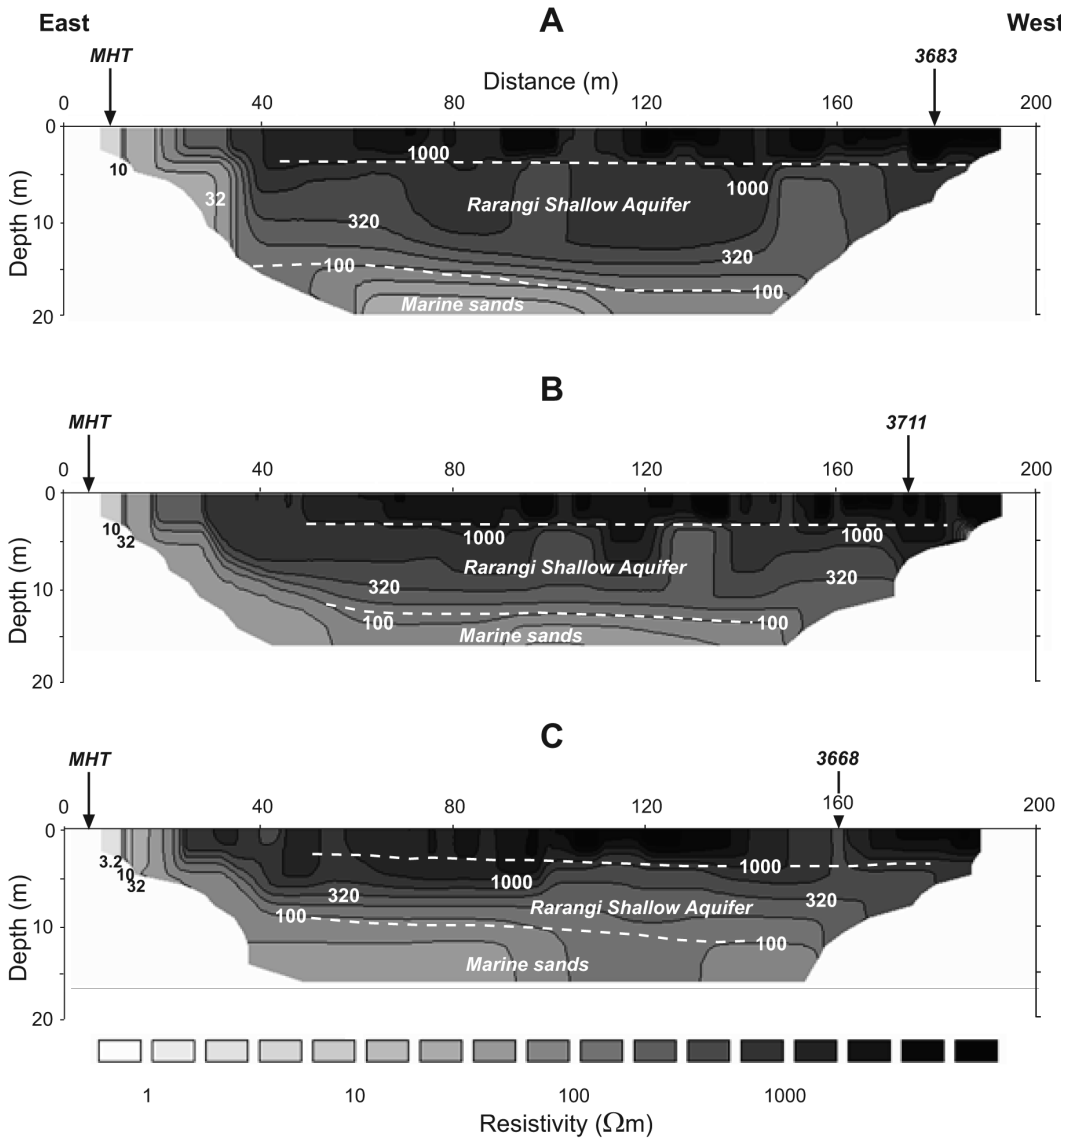 East A West
MHT 3683
Distance (m)
0 40 80 120 160 200
0
10
20
Depth (m)
10
32
1000
1000
Rarangi Shallow Aquifer
320
320
100
100
Marine sands
B
MHT 3711
0 40 80 120 160 200
0
10
20
Depth (m)
10
32
1000
1000
Rarangi Shallow Aquifer
320
320
100
100
Marine sands
C
MHT 3668
0 40 80 120 160 200
0
10
20
Depth (m)
3.2
10
32
1000
1000
320
320
Rarangi Shallow Aquifer
100
100
Marine sands
1 10 100 1000
Resistivity (Ωm)